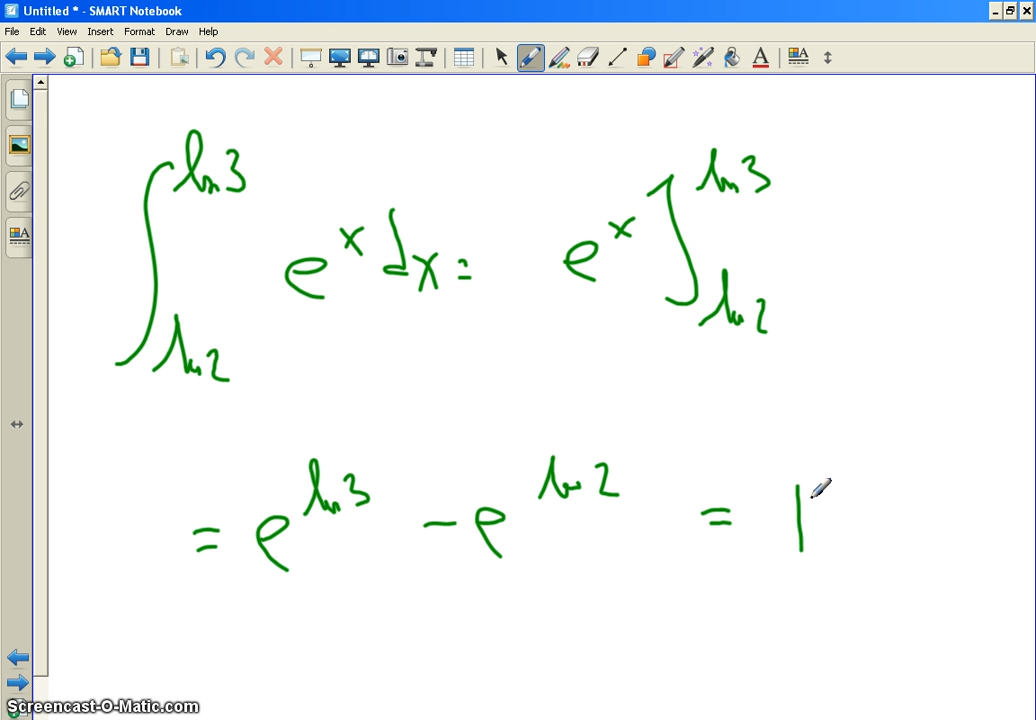 Untitled * - SMART Notebook
File Edit View Insert Format Draw Help
∫_{ln 2}^{ln 3} e^x dx = e^x ]_{ln 2}^{ln 3}
= e^{ln 3} - e^{ln 2} = 1
Screencast-O-Matic.com